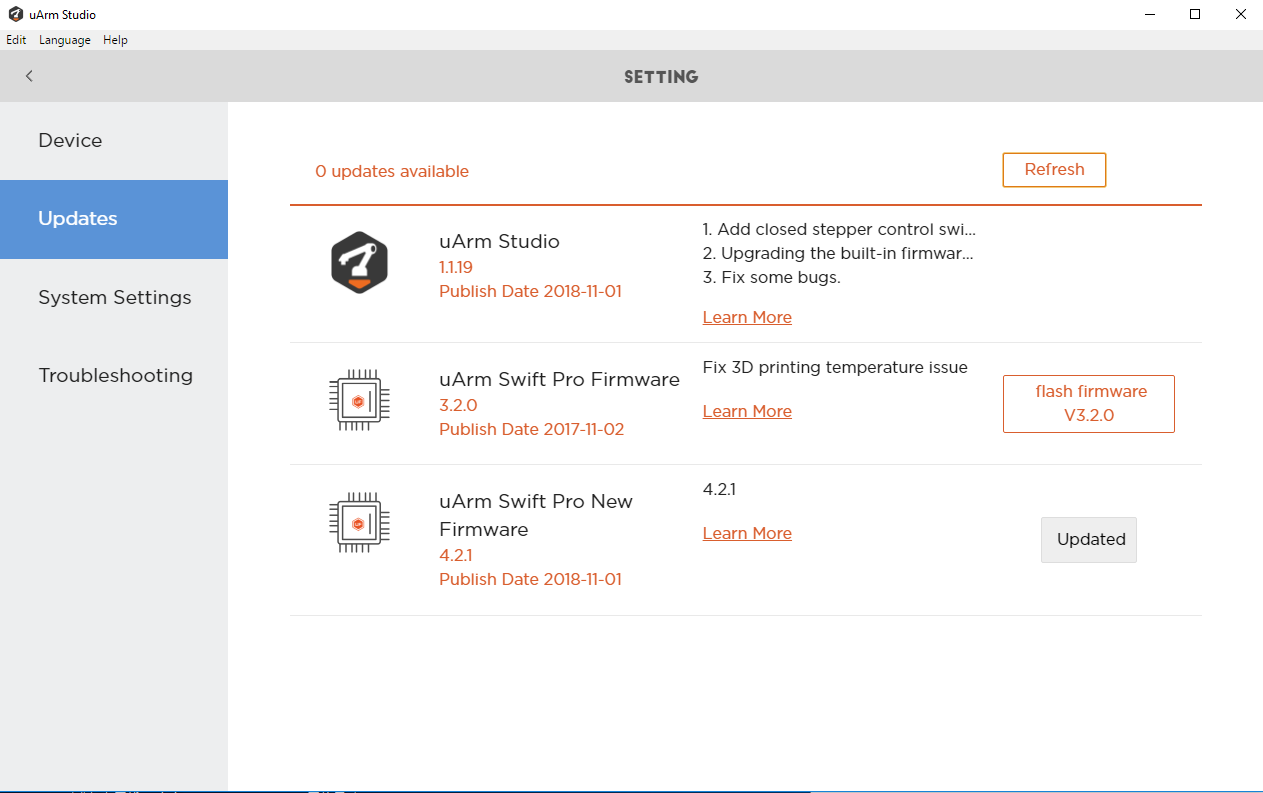 uArm Studio
Edit Language Help
SETTING
Device
Updates
System Settings
Troubleshooting
0 updates available
Refresh
uArm Studio
1.1.19
Publish Date 2018-11-01
1. Add closed stepper control swi...
2. Upgrading the built-in firmwar...
3. Fix some bugs.
Learn More
uArm Swift Pro Firmware
3.2.0
Publish Date 2017-11-02
Fix 3D printing temperature issue
Learn More
flash firmware
V3.2.0
uArm Swift Pro New
Firmware
4.2.1
Publish Date 2018-11-01
4.2.1
Learn More
Updated